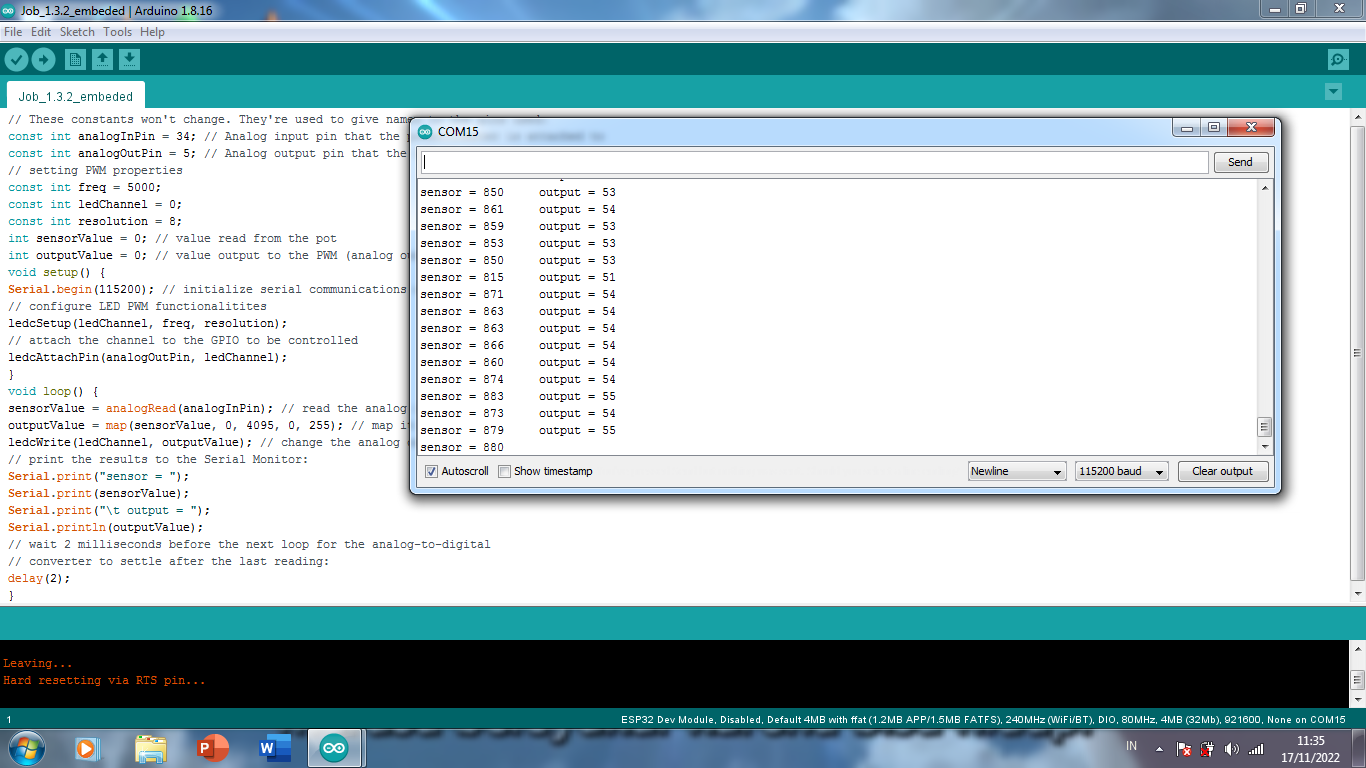 Job_1.3.2_embeded | Arduino 1.8.16
File Edit Sketch Tools Help
Job_1.3.2_embeded
// These constants won't change. They're used to give
const int analogInPin = 34; // Analog input pin that the
const int analogOutPin = 5; // Analog output pin that the
// setting PWM properties
const int freq = 5000;
const int ledChannel = 0;
const int resolution = 8;
int sensorValue = 0; // value read from the pot
int outputValue = 0; // value output to the PWM (analog
void setup() {
Serial.begin(115200); // initialize serial communications
// configure LED PWM functionalitites
ledcSetup(ledChannel, freq, resolution);
// attach the channel to the GPIO to be controlled
ledcAttachPin(analogOutPin, ledChannel);
}
void loop() {
sensorValue = analogRead(analogInPin); // read the analog
outputValue = map(sensorValue, 0, 4095, 0, 255); // map
ledcWrite(ledChannel, outputValue); // change the analog
// print the results to the Serial Monitor:
Serial.print("sensor = ");
Serial.print(sensorValue);
Serial.print("\t output = ");
Serial.println(outputValue);
// wait 2 milliseconds before the next loop for the analog-to-digital
// converter to settle after the last reading:
delay(2);
}
COM15
Send
sensor = 850 output = 53
sensor = 861 output = 54
sensor = 859 output = 53
sensor = 853 output = 53
sensor = 850 output = 53
sensor = 815 output = 51
sensor = 871 output = 54
sensor = 863 output = 54
sensor = 863 output = 54
sensor = 866 output = 54
sensor = 860 output = 54
sensor = 874 output = 54
sensor = 883 output = 55
sensor = 873 output = 54
sensor = 879 output = 55
sensor = 880
Autoscroll Show timestamp Newline 115200 baud Clear output
Leaving...
Hard resetting via RTS pin...
1 ESP32 Dev Module, Disabled, Default 4MB with ffat (1.2MB APP/1.5MB FATFS), 240MHz (WiFi/BT), DIO, 80MHz, 4MB (32Mb), 921600, None on COM15
IN 11:35
17/11/2022